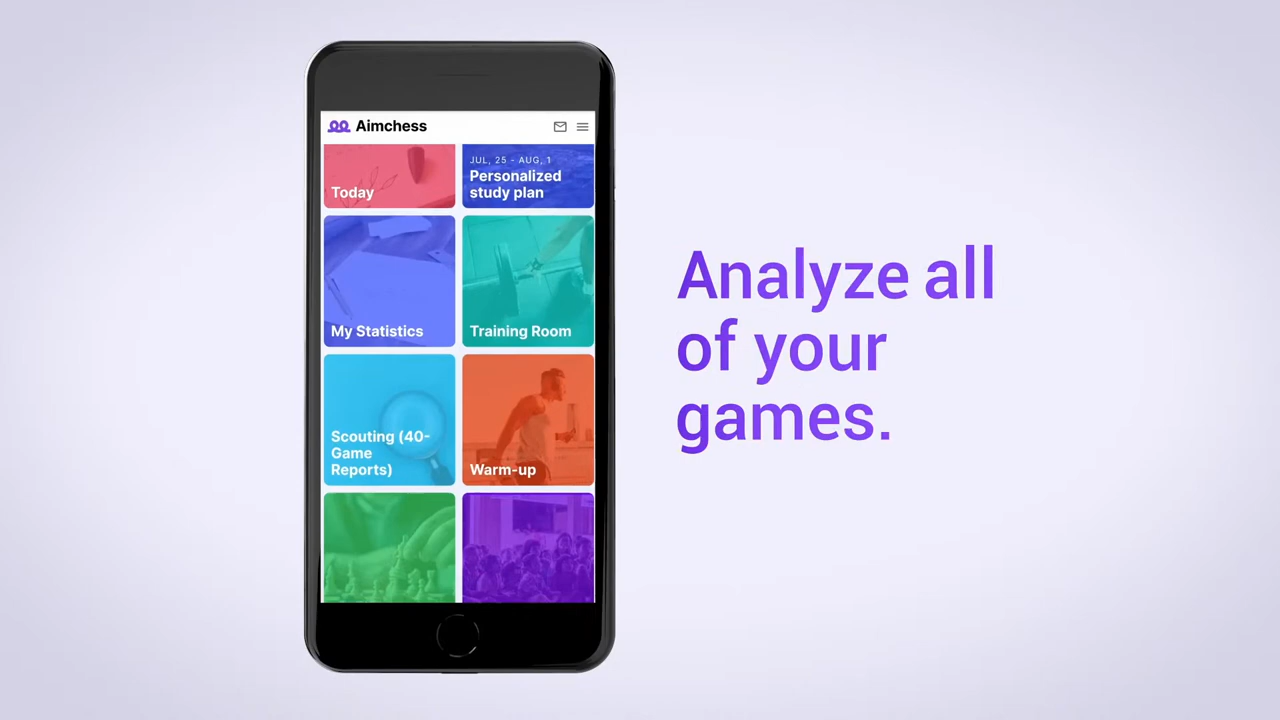 Aimchess
Today
JUL, 25 - AUG, 1
Personalized
study plan
My Statistics
Training Room
Scouting (40-
Game
Reports)
Warm-up
Analyze all
of your
games.